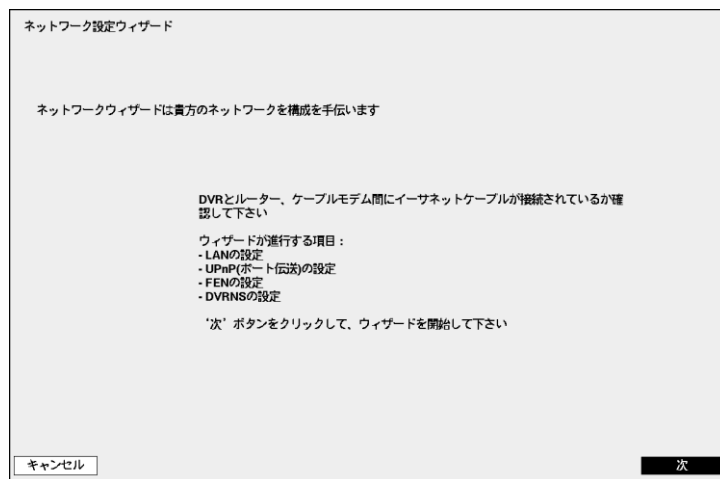 ネットワーク設定ウィザード
ネットワークウィザードは貴方のネットワークを構成を手伝います
DVRとルーター、ケーブルモデム間にイーサネットケーブルが接続されているか確
認して下さい
ウィザードが進行する項目：
- LANの設定
- UPnP(ポート伝送)の設定
- FENの設定
- DVRNSの設定
‘次’ボタンをクリックして、ウィザードを開始して下さい
キャンセル
次